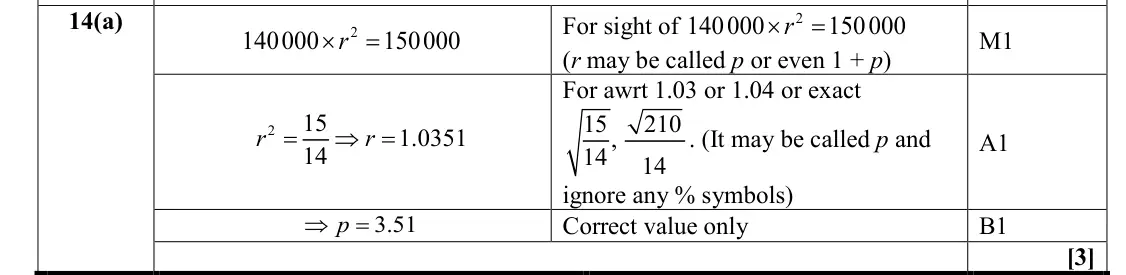 14(a)
140000 × r² = 150000
For sight of 140000 × r² = 150000
(r may be called p or even 1 + p)
M1
r² = 15/14 ⇒ r = 1.0351
For awrt 1.03 or 1.04 or exact
√(15/14), √210/14. (It may be called p and
ignore any % symbols)
A1
⇒ p = 3.51
Correct value only
B1
[3]